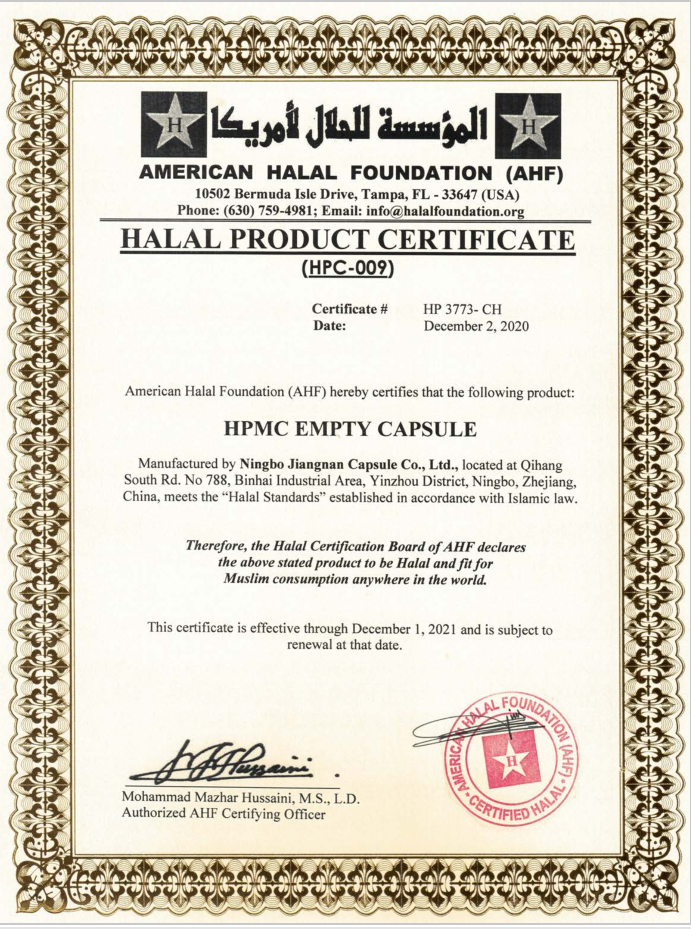 H المؤسسة للحلال لأمريكا H
AMERICAN HALAL FOUNDATION (AHF)
10502 Bermuda Isle Drive, Tampa, FL - 33647 (USA)
Phone: (630) 759-4981; Email: info@halalfoundation.org
HALAL PRODUCT CERTIFICATE
(HPC-009)
Certificate # HP 3773- CH
Date: December 2, 2020
American Halal Foundation (AHF) hereby certifies that the following product:
HPMC EMPTY CAPSULE
Manufactured by Ningbo Jiangnan Capsule Co., Ltd., located at Qihang
South Rd. No 788, Binhai Industrial Area, Yinzhou District, Ningbo, Zhejiang,
China, meets the “Halal Standards” established in accordance with Islamic law.
Therefore, the Halal Certification Board of AHF declares
the above stated product to be Halal and fit for
Muslim consumption anywhere in the world.
This certificate is effective through December 1, 2021 and is subject to
renewal at that date.
AMERICAN HALAL FOUNDATION (AHF)
H
• CERTIFIED HALAL •
Mohammad Mazhar Hussaini, M.S., L.D.
Authorized AHF Certifying Officer